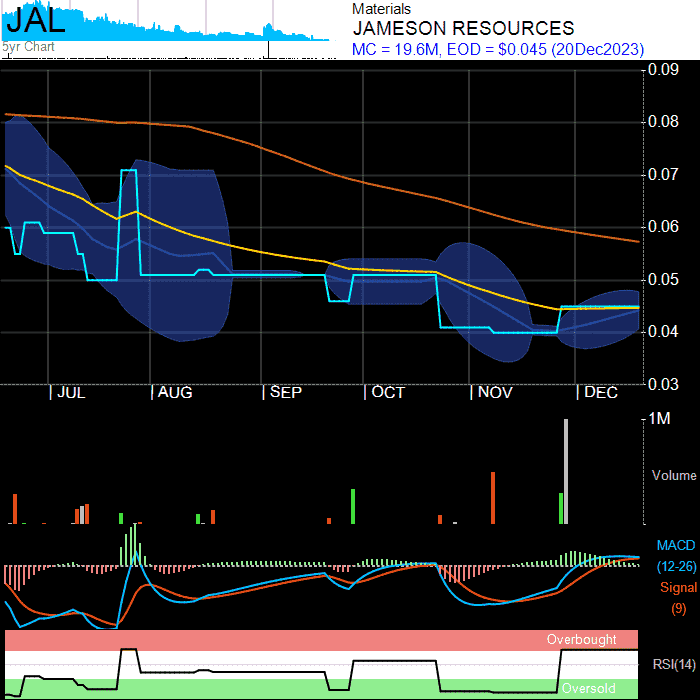 JAL
5yr Chart
Materials
JAMESON RESOURCES
MC = 19.6M, EOD = $0.045 (20Dec2023)
0.09
0.08
0.07
0.06
0.05
0.04
0.03
JUL
AUG
SEP
OCT
NOV
DEC
1M
Volume
MACD
(12-26)
Signal
(9)
Overbought
RSI(14)
Oversold